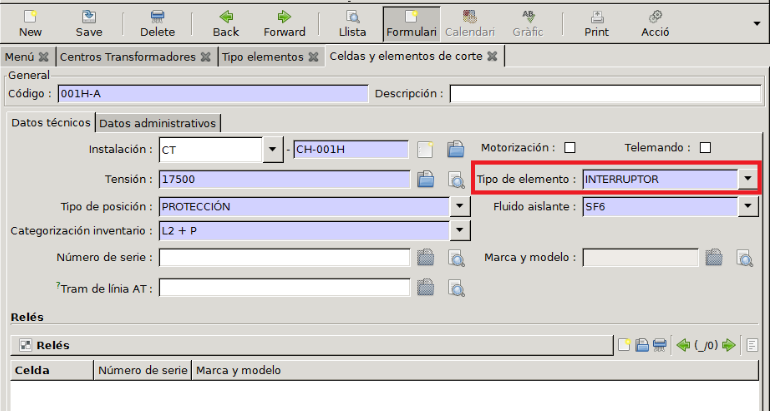 New Save Delete Back Forward Llista Formulari Calendari Gràfic Print Acció
Menú Centros Transformadores Tipo elementos Celdas y elementos de corte
General
Código : 001H-A Descripción :
Datos técnicos Datos administrativos
Instalación : CT - CH-001H Motorización : Telemando :
Tensión : 17500 Tipo de elemento : INTERRUPTOR
Tipo de posición : PROTECCIÓN Fluido aislante : SF6
Categorización inventario : L2 + P
Número de serie : Marca y modelo :
?Tram de línia AT :
Relés
Relés (_/0)
Celda Número de serie Marca y modelo